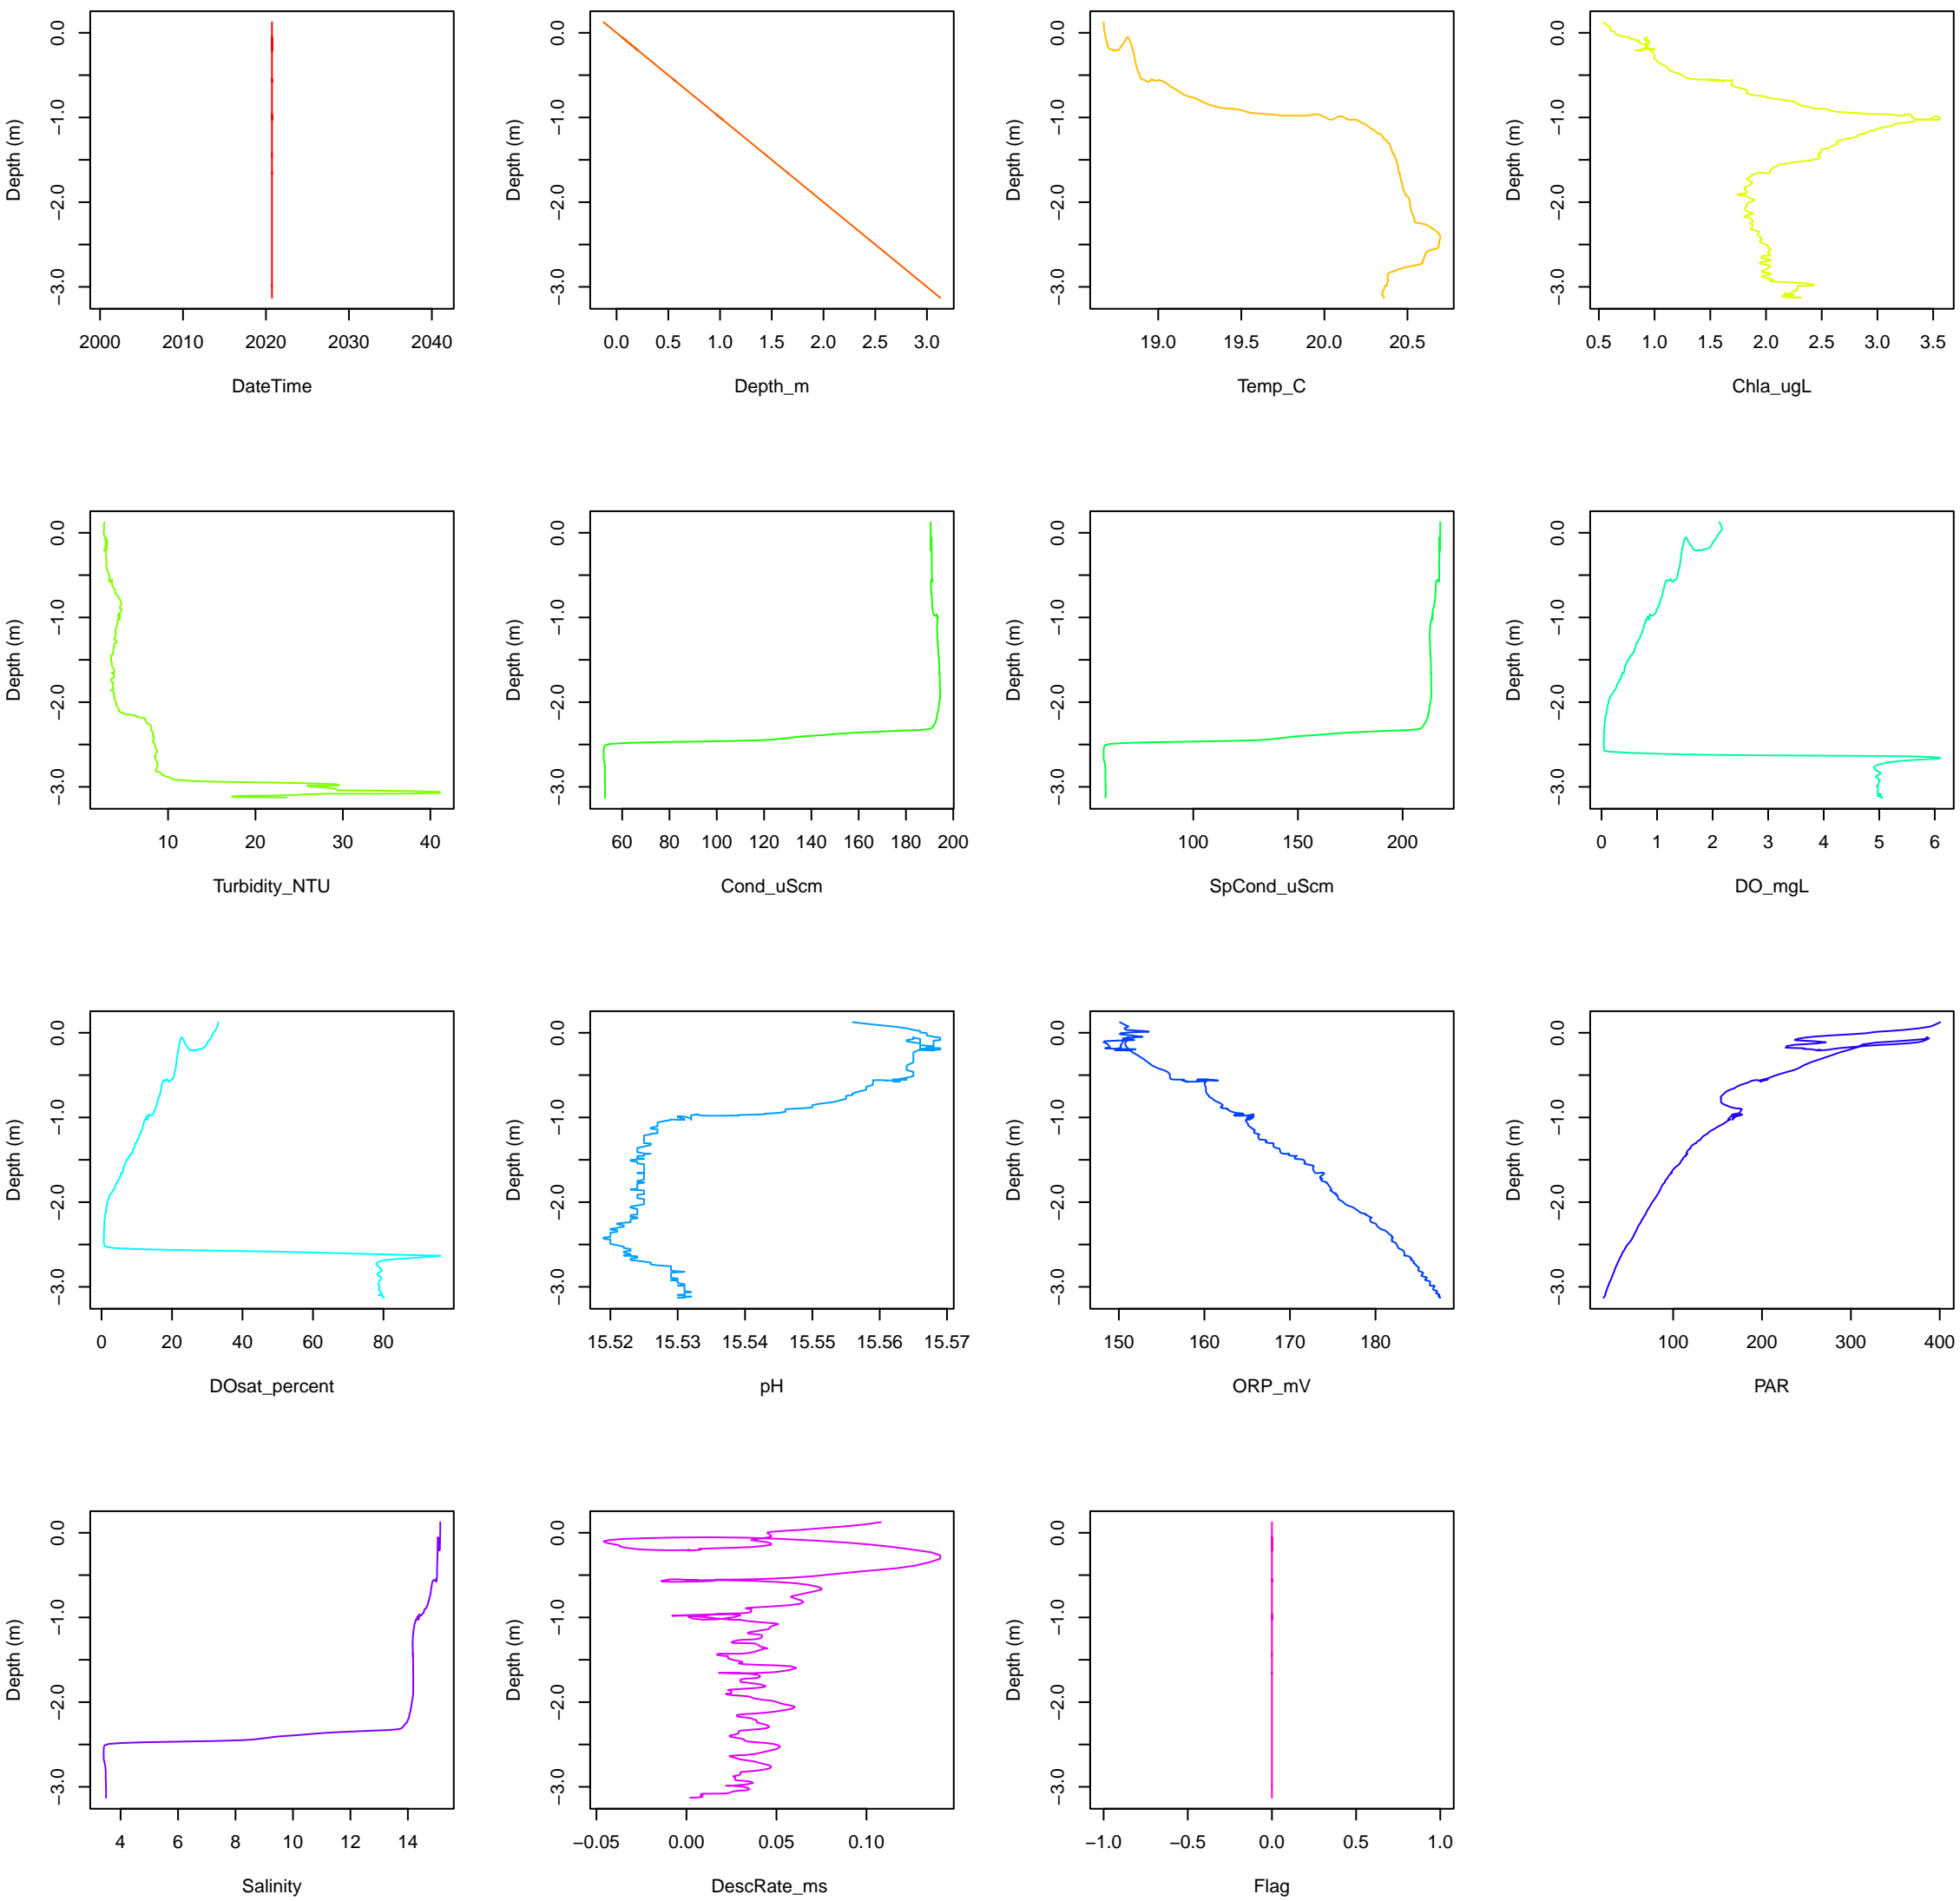 0.0
−1.0
−2.0
−3.0
Depth (m)
2000 2010 2020 2030 2040
DateTime
0.0
−1.0
−2.0
−3.0
Depth (m)
0.0 0.5 1.0 1.5 2.0 2.5 3.0
Depth_m
0.0
−1.0
−2.0
−3.0
Depth (m)
19.0 19.5 20.0 20.5
Temp_C
0.0
−1.0
−2.0
−3.0
Depth (m)
0.5 1.0 1.5 2.0 2.5 3.0 3.5
Chla_ugL
0.0
−1.0
−2.0
−3.0
Depth (m)
10 20 30 40
Turbidity_NTU
0.0
−1.0
−2.0
−3.0
Depth (m)
60 80 100 120 140 160 180 200
Cond_uScm
0.0
−1.0
−2.0
−3.0
Depth (m)
100 150 200
SpCond_uScm
0.0
−1.0
−2.0
−3.0
Depth (m)
0 1 2 3 4 5 6
DO_mgL
0.0
−1.0
−2.0
−3.0
Depth (m)
0 20 40 60 80
DOsat_percent
0.0
−1.0
−2.0
−3.0
Depth (m)
15.52 15.53 15.54 15.55 15.56 15.57
pH
0.0
−1.0
−2.0
−3.0
Depth (m)
150 160 170 180
ORP_mV
0.0
−1.0
−2.0
−3.0
Depth (m)
100 200 300 400
PAR
0.0
−1.0
−2.0
−3.0
Depth (m)
4 6 8 10 12 14
Salinity
0.0
−1.0
−2.0
−3.0
Depth (m)
−0.05 0.00 0.05 0.10
DescRate_ms
0.0
−1.0
−2.0
−3.0
Depth (m)
−1.0 −0.5 0.0 0.5 1.0
Flag